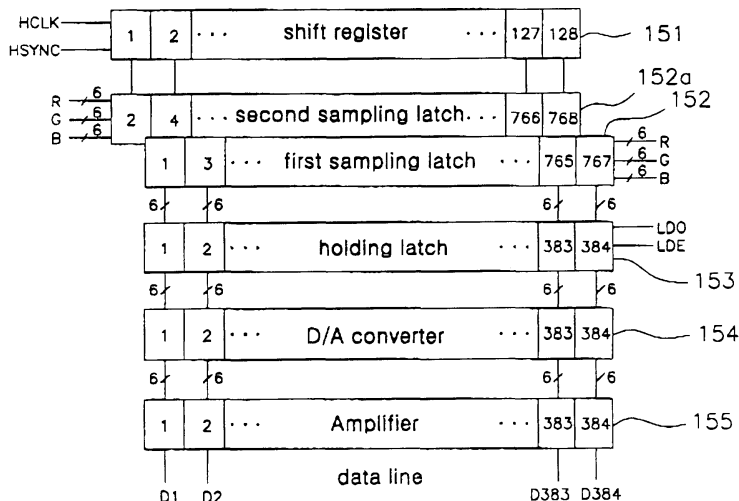 HCLK
HSYNC
1 2 ... shift register ... 127 128 151
152a
R 6
G 6
B 6
2 4 ... second sampling latch... 766 768
152
1 3 ... first sampling latch ... 765 767
6 R
6 G
6 B
6 6 6 6
1 2 ... holding latch ... 383 384
LDO
LDE
153
6 6 6 6
1 2 ... D/A converter ... 383 384 154
6 6 6 6
1 2 ... Amplifier ... 383 384 155
data line
D1 D2 D383 D384